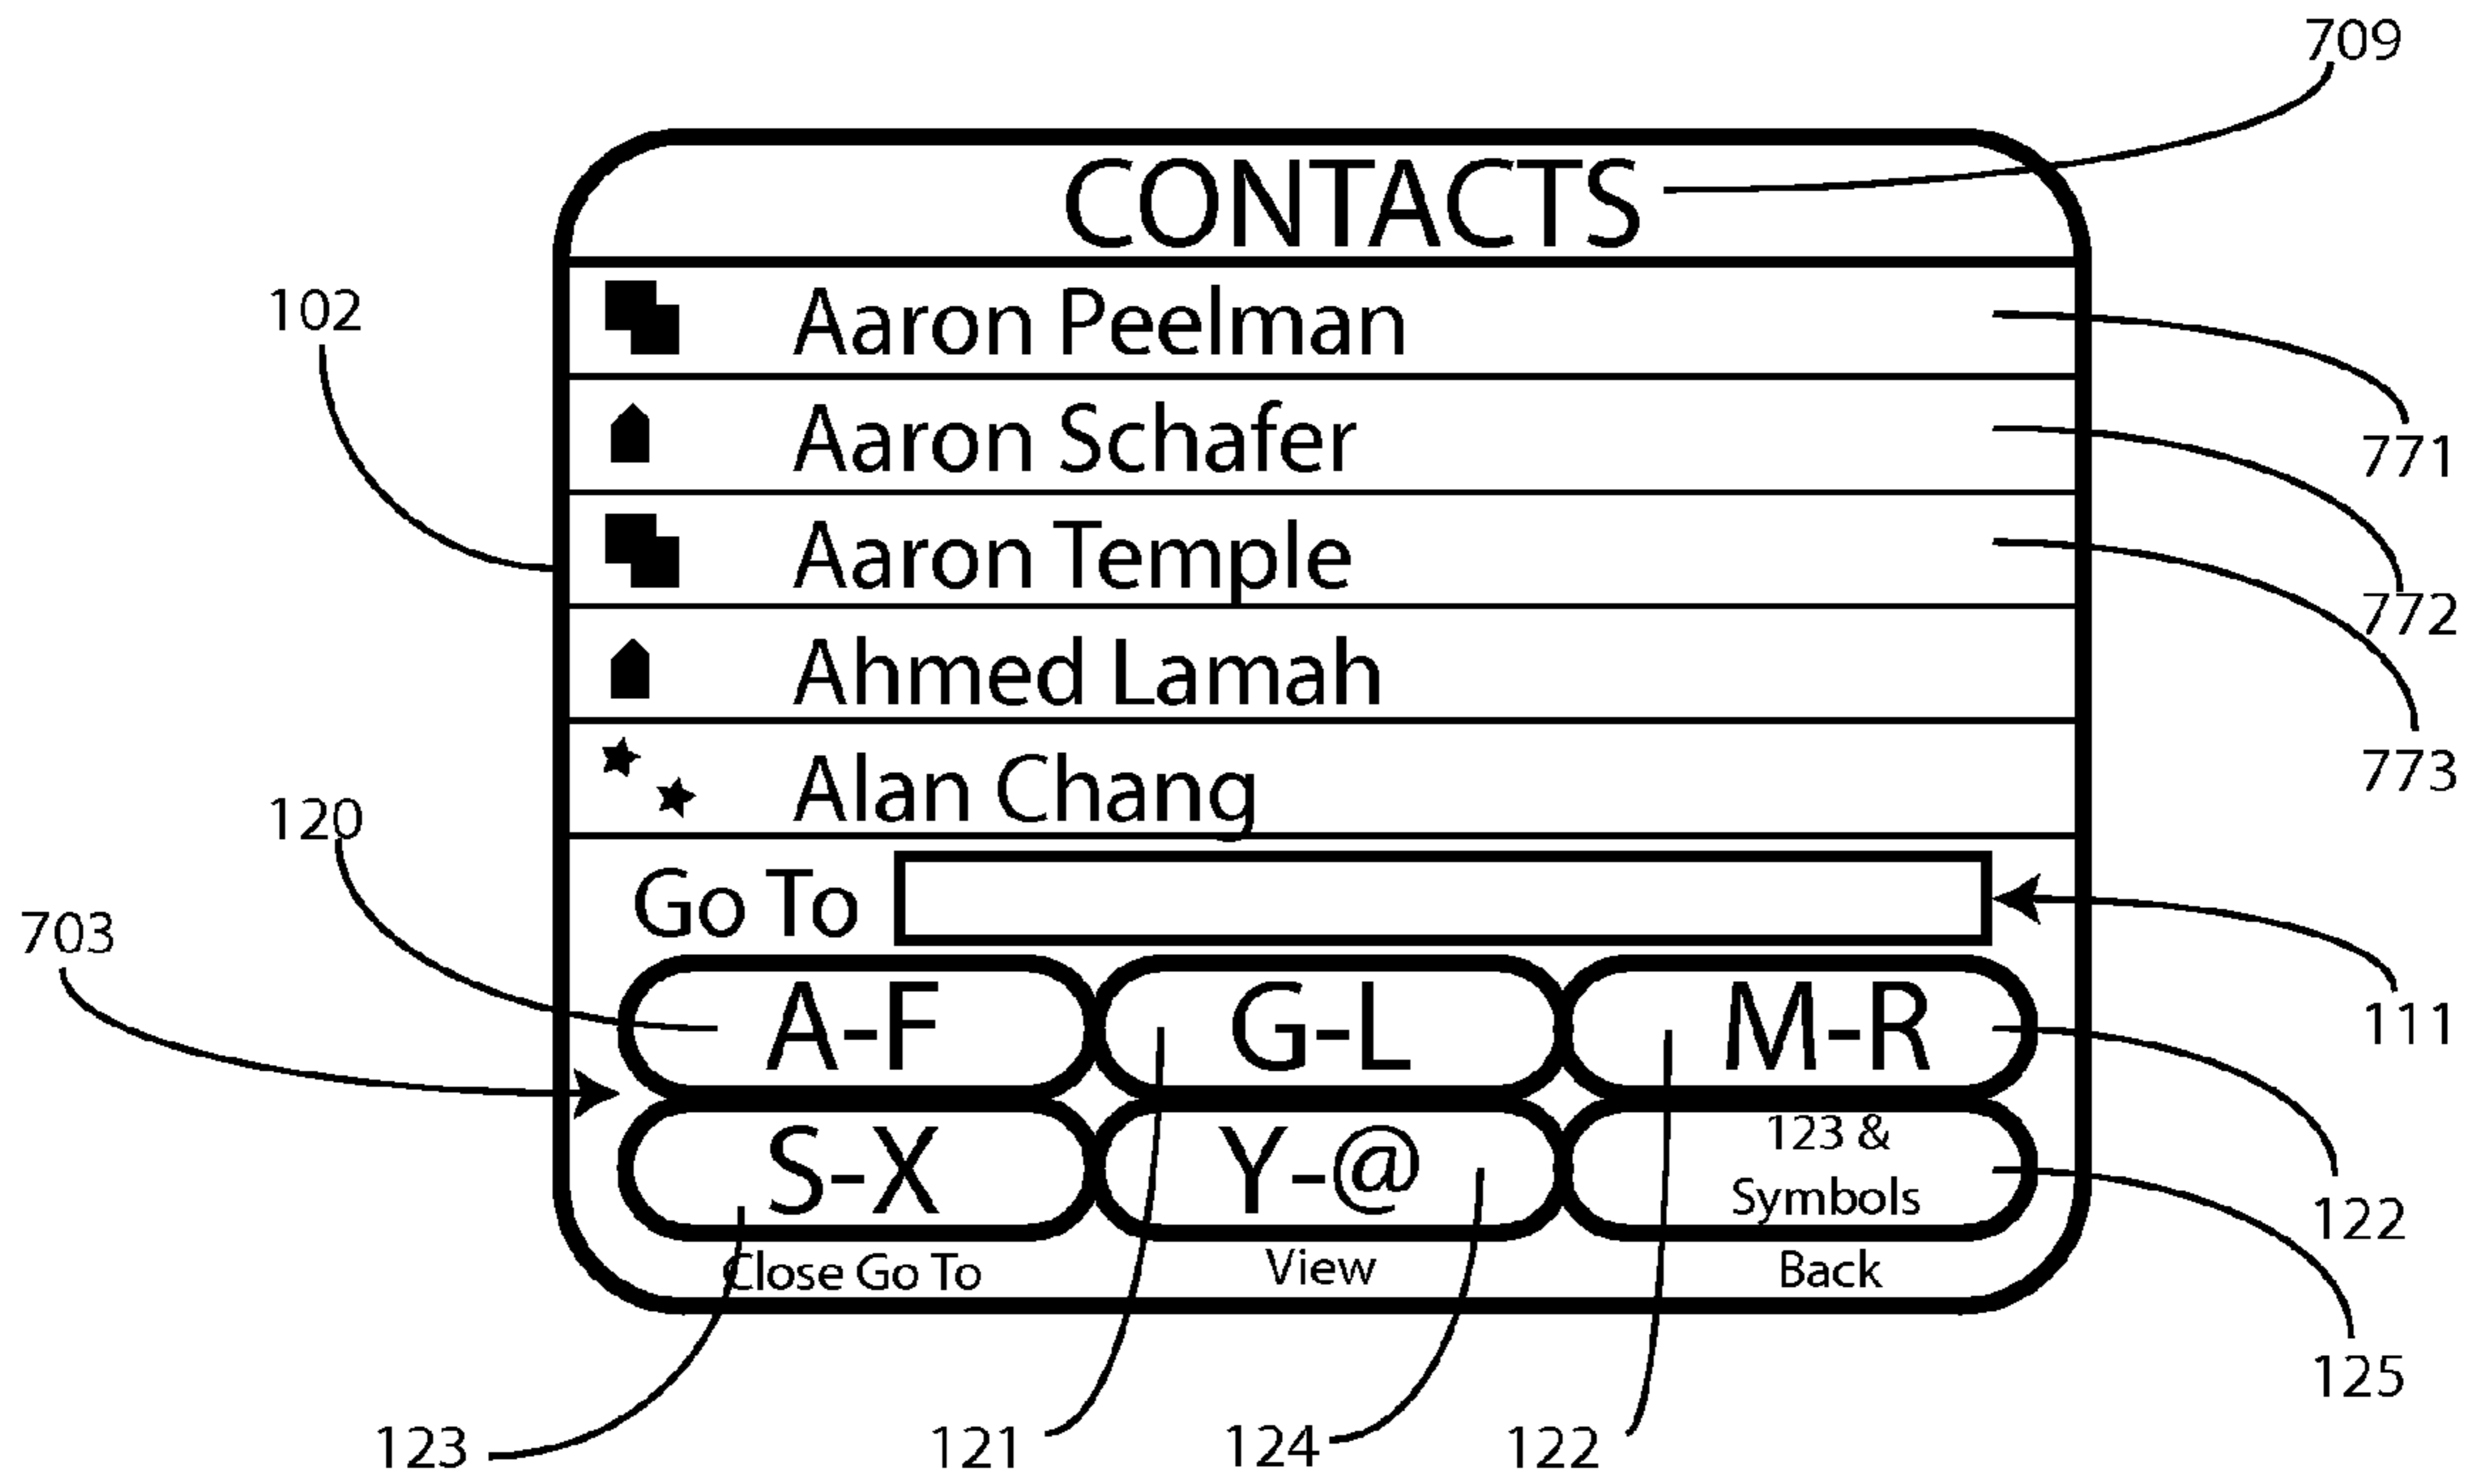 709
CONTACTS
102
Aaron Peelman
Aaron Schafer
771
Aaron Temple
772
Ahmed Lamah
773
Alan Chang
120
Go To
703
A-F G-L M-R
111
S-X Y-@ 123 & Symbols
122
Close Go To View Back
125
123 121 124 122